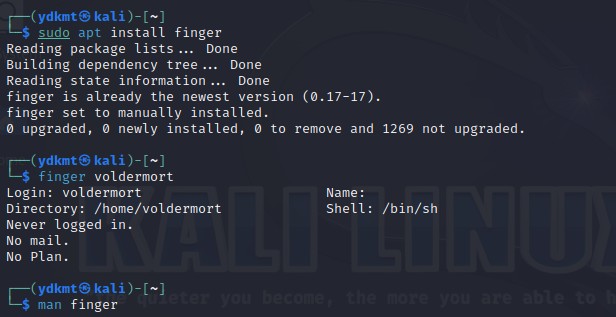 ┌──(ydkmt㉿kali)-[~]
└─$ sudo apt install finger
Reading package lists... Done
Building dependency tree... Done
Reading state information... Done
finger is already the newest version (0.17-17).
finger set to manually installed.
0 upgraded, 0 newly installed, 0 to remove and 1269 not upgraded.
┌──(ydkmt㉿kali)-[~]
└─$ finger voldermort
Login: voldermort Name:
Directory: /home/voldermort Shell: /bin/sh
Never logged in.
No mail.
No Plan.
KALI LINUX
┌──(ydkmt㉿kali)-[~]
└─$ man finger
the quieter you become, the more you are able to h